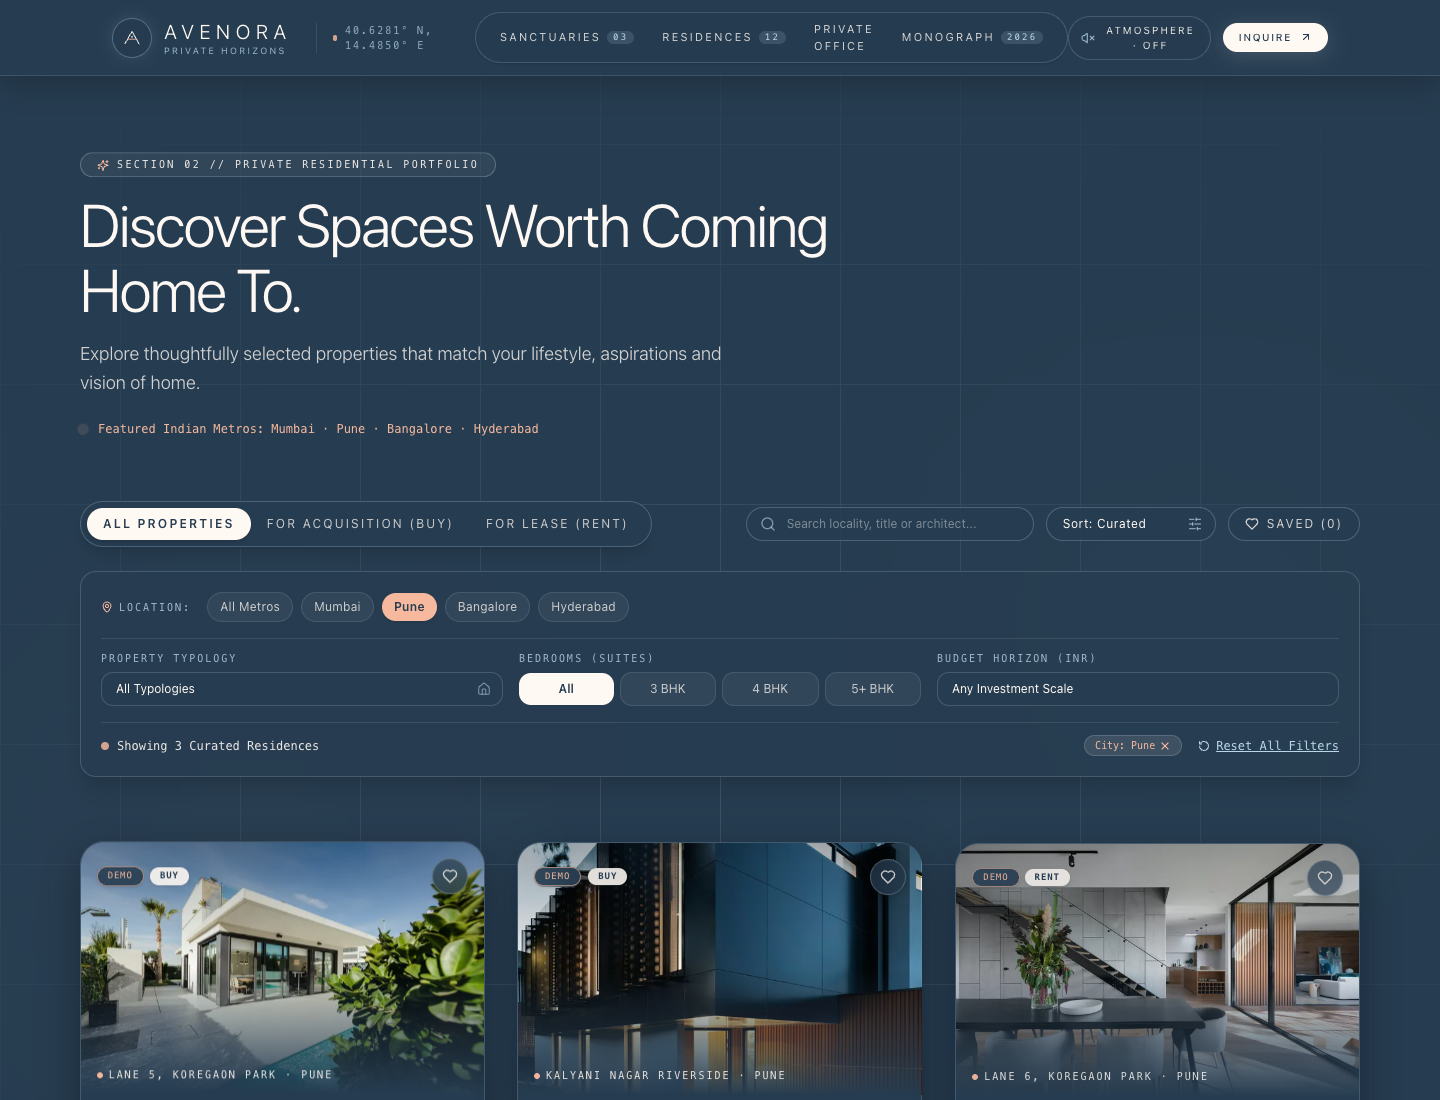 AVENORA
PRIVATE HORIZONS
40.6281° N,
14.4850° E
SANCTUARIES 03
RESIDENCES 12
PRIVATE
OFFICE
MONOGRAPH 2026
ATMOSPHERE
· OFF
INQUIRE
SECTION 02 // PRIVATE RESIDENTIAL PORTFOLIO
Discover Spaces Worth Coming
Home To.
Explore thoughtfully selected properties that match your lifestyle, aspirations and
vision of home.
Featured Indian Metros: Mumbai · Pune · Bangalore · Hyderabad
ALL PROPERTIES
FOR ACQUISITION (BUY)
FOR LEASE (RENT)
Search locality, title or architect...
Sort: Curated
SAVED (0)
LOCATION:
All Metros
Mumbai
Pune
Bangalore
Hyderabad
PROPERTY TYPOLOGY
All Typologies
BEDROOMS (SUITES)
All
3 BHK
4 BHK
5+ BHK
BUDGET HORIZON (INR)
Any Investment Scale
Showing 3 Curated Residences
City: Pune
Reset All Filters
DEMO
BUY
LANE 5, KOREGAON PARK · PUNE
DEMO
BUY
KALYANI NAGAR RIVERSIDE · PUNE
DEMO
RENT
LANE 6, KOREGAON PARK · PUNE